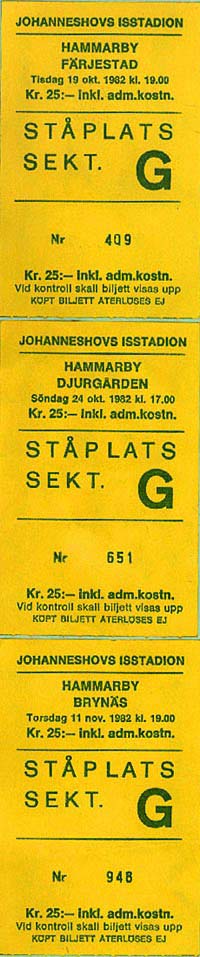 JOHANNESHOVS ISSTADION
HAMMARBY
FÄRJESTAD
Tisdag 19 okt. 1982 kl. 19.00
Kr. 25:— inkl. adm.kostn.
STÅPLATS
SEKT. G
Nr 409
Kr. 25:— inkl. adm.kostn.
Vid kontroll skall biljett visas upp
KÖPT BILJETT ÅTERLÖSES EJ
JOHANNESHOVS ISSTADION
HAMMARBY
DJURGÅRDEN
Söndag 24 okt. 1982 kl. 17.00
Kr. 25:— inkl. adm.kostn.
STÅPLATS
SEKT. G
Nr 651
Kr. 25:— inkl. adm.kostn.
Vid kontroll skall biljett visas upp
KÖPT BILJETT ÅTERLÖSES EJ
JOHANNESHOVS ISSTADION
HAMMARBY
BRYNÄS
Torsdag 11 nov. 1982 kl. 19.00
Kr. 25:— inkl. adm.kostn.
STÅPLATS
SEKT. G
Nr 948
Kr. 25:— inkl. adm.kostn.
Vid kontroll skall biljett visas upp
KÖPT BILJETT ÅTERLÖSES EJ